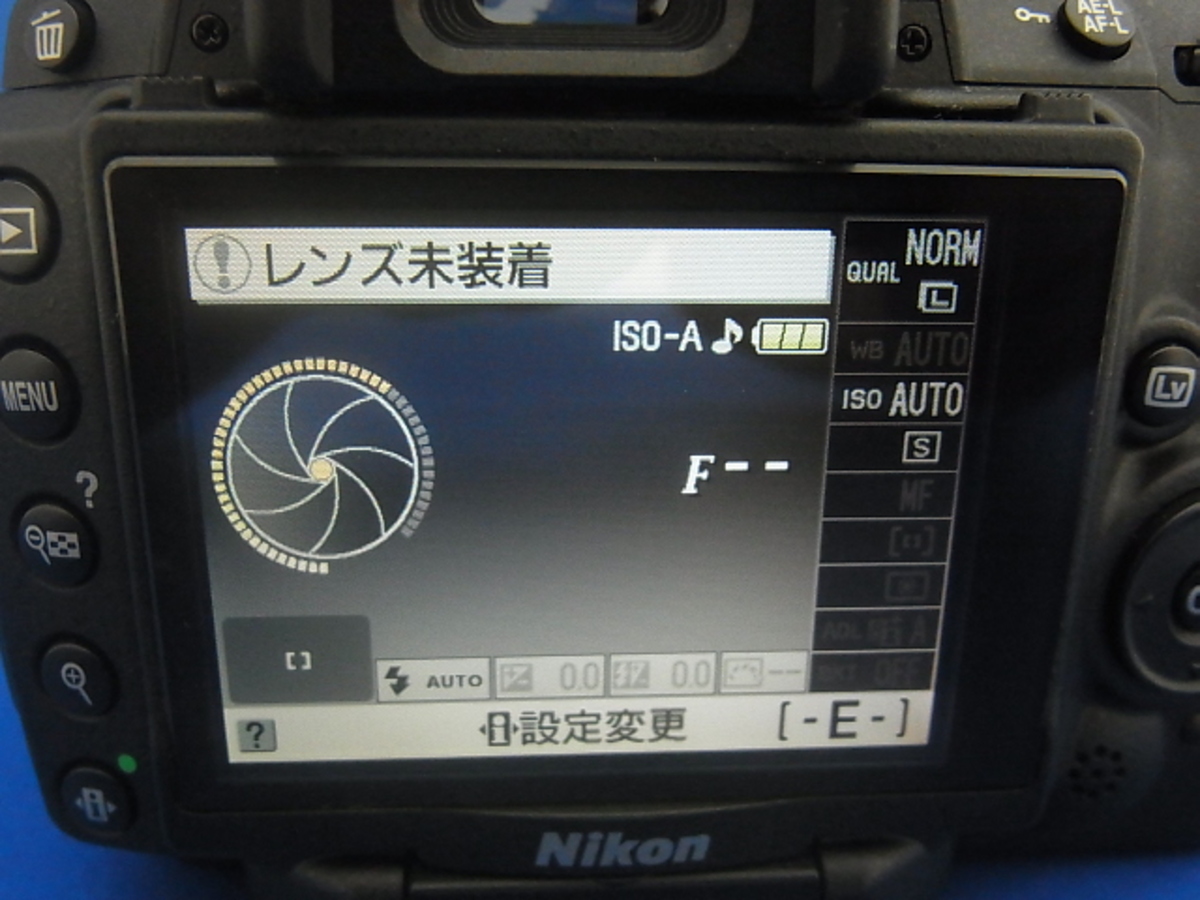 AE-L
AF-L
レンズ未装着
NORM
QUAL
L
ISO-A
WB AUTO
ISO AUTO
S
MENU
Lv
F--
MF
?
[ ]
AUTO
0.0
0.0
--
OFF
?
設定変更
[-E-]
Nikon